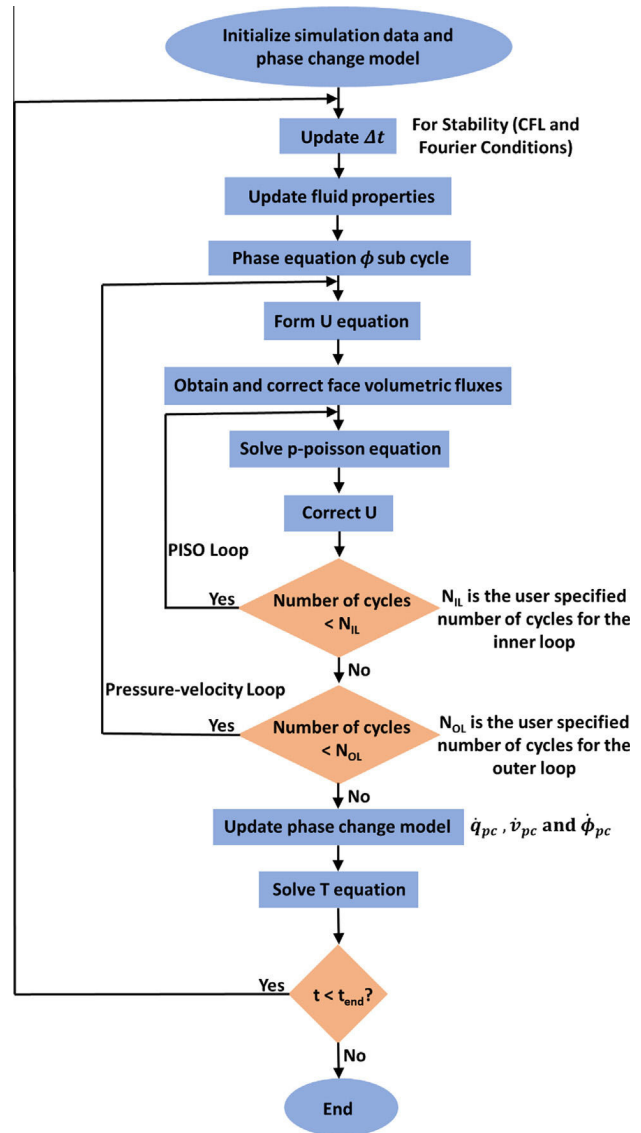 Initialize simulation data and
phase change model
Update Δt
For Stability (CFL and
Fourier Conditions)
Update fluid properties
Phase equation ϕ sub cycle
Form U equation
Obtain and correct face volumetric fluxes
Solve p-poisson equation
Correct U
PISO Loop
Yes
Number of cycles
< N_IL
N_IL is the user specified
number of cycles for the
inner loop
No
Pressure-velocity Loop
Yes
Number of cycles
< N_OL
N_OL is the user specified
number of cycles for the
outer loop
No
Update phase change model
q̇_pc , v̇_pc and ϕ̇_pc
Solve T equation
Yes
t < t_end?
No
End